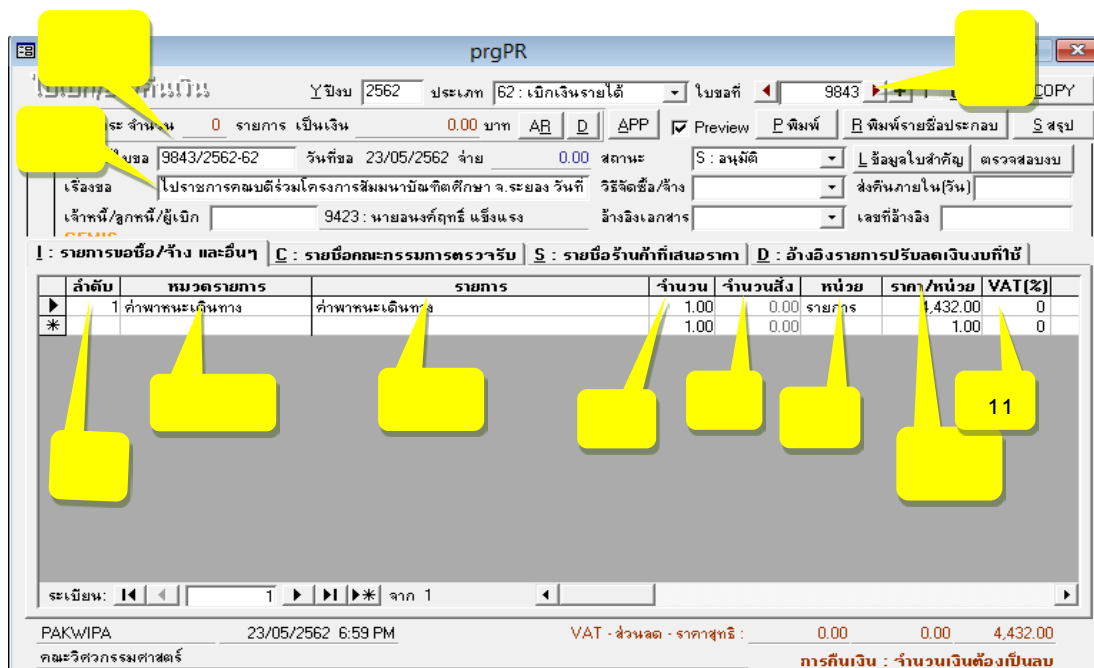 prgPR
Yปีงบ 2562 ประเภท 62 : เบิกเงินรายได้ ใบขอที่ 9843 COPY
จำนวน 0 รายการ เป็นเงิน 0.00 บาท AR D APP Preview P พิมพ์ R พิมพ์รายชื่อประกอบ S สรุป
ใบขอ 9843/2562-62 วันที่ขอ 23/05/2562 จ่าย 0.00 สถานะ S : อนุมัติ L ข้อมูลใบสำคัญ ตรวจสอบงบ
เรื่องขอ ไปราชการคณบดีร่วมโครงการสัมมนาบัณฑิตศึกษา จ.ระยอง วันที่ วิธีจัดซื้อ/จ้าง ส่งคืนภายใน(วัน)
เจ้าหนี้/ลูกหนี้/ผู้เบิก 9423 : นายอนงค์ฤทธิ์ แข็งแรง อ้างอิงเอกสาร เลขที่อ้างอิง
I : รายการขอซื้อ/จ้าง และอื่นๆ C : รายชื่อคณะกรรมการตรวจรับ S : รายชื่อร้านค้าที่เสนอราคา D : อ้างอิงรายการปรับลดเงินงบที่ใช้
ลำดับ หมวดรายการ รายการ จำนวน จำนวนสั่ง หน่วย ราคา/หน่วย VAT(%)
1 ค่าพาหนะเดินทาง ค่าพาหนะเดินทาง 1.00 0.00 รายการ 4,432.00 0
1.00 0.00 1.00 0
11
ระเบียน: 1 จาก 1
PAKWIPA 23/05/2562 6:59 PM VAT - ส่วนลด - ราคาสุทธิ : 0.00 0.00 4,432.00
คณะวิศวกรรมศาสตร์ การคืนเงิน : จำนวนเงินต้องเป็นลบ